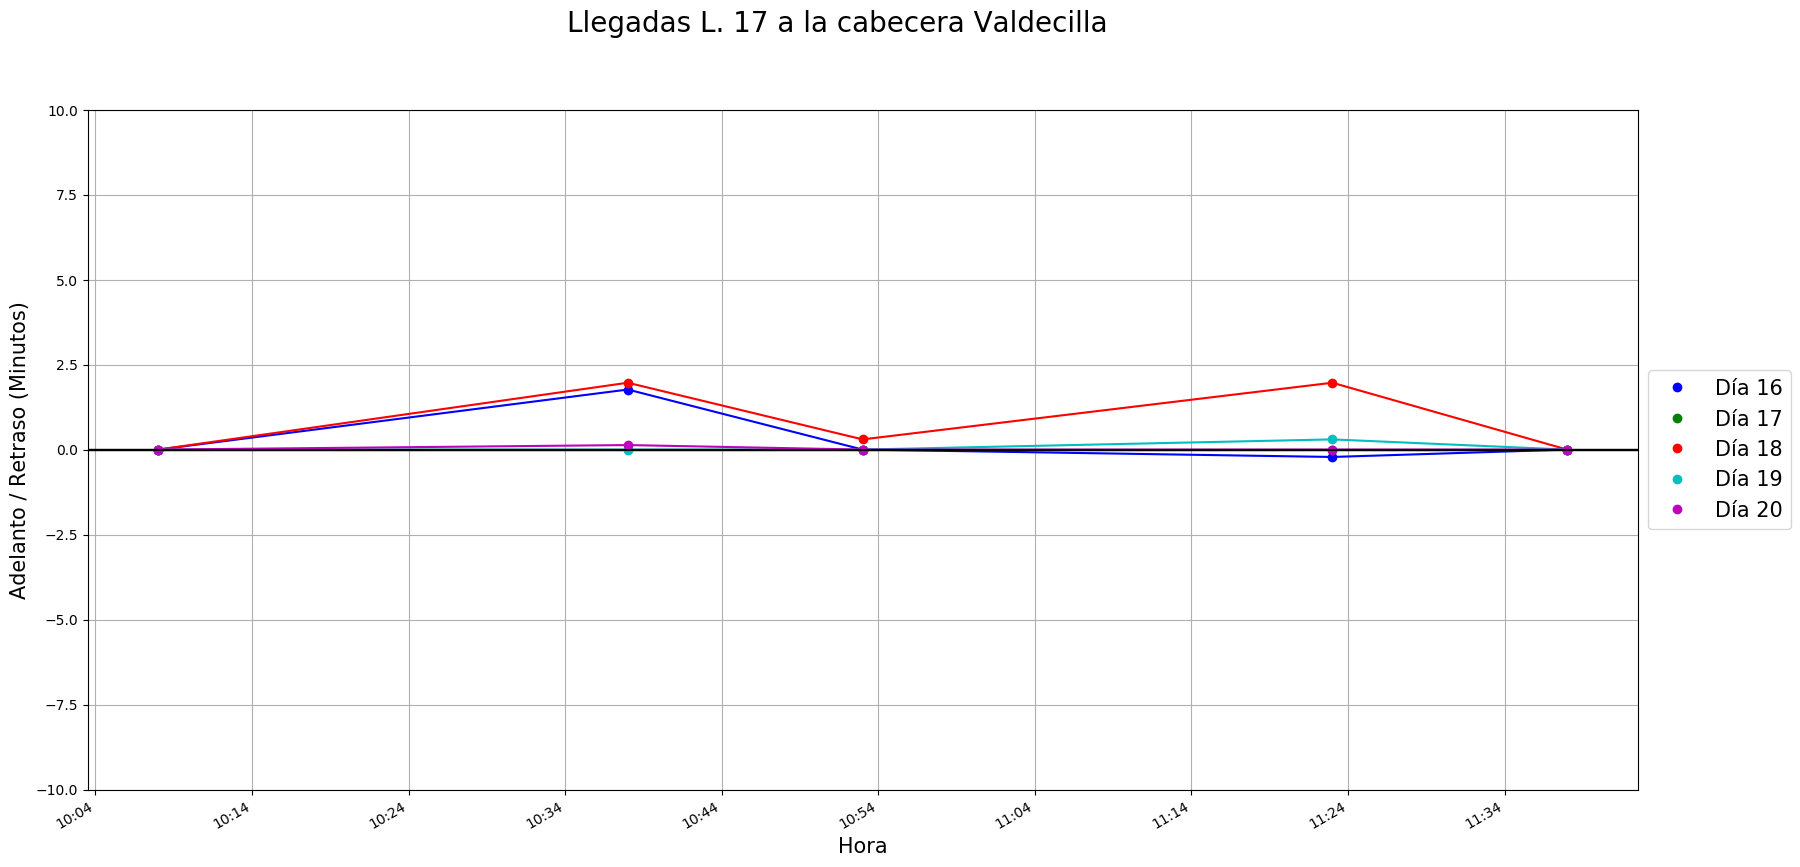 Llegadas L. 17 a la cabecera Valdecilla
Adelanto / Retraso (Minutos)
10.0
7.5
5.0
2.5
0.0
−2.5
−5.0
−7.5
−10.0
10:04
10:14
10:24
10:34
10:44
10:54
11:04
11:14
11:24
11:34
Hora
Día 16
Día 17
Día 18
Día 19
Día 20